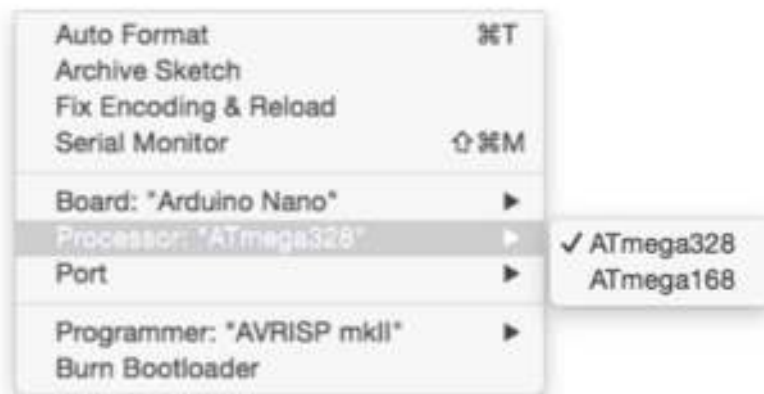 Auto Format ⌘T
Archive Sketch
Fix Encoding & Reload
Serial Monitor ⇧⌘M
Board: "Arduino Nano" ▶
Processor: "ATmega328" ▶
✓ ATmega328
ATmega168
Port ▶
Programmer: "AVRISP mkII" ▶
Burn Bootloader